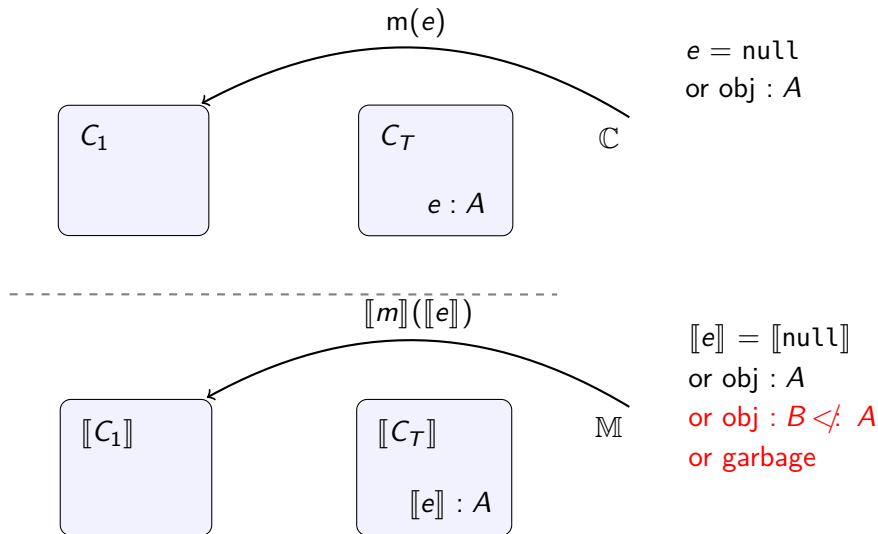 m(e)
e = null
or obj : A
C₁
C_T
ℂ
e : A
⟦m⟧(⟦e⟧)
⟦e⟧ = ⟦null⟧
or obj : A
or obj : B ≮: A
or garbage
⟦C₁⟧
⟦C_T⟧
𝕄
⟦e⟧ : A